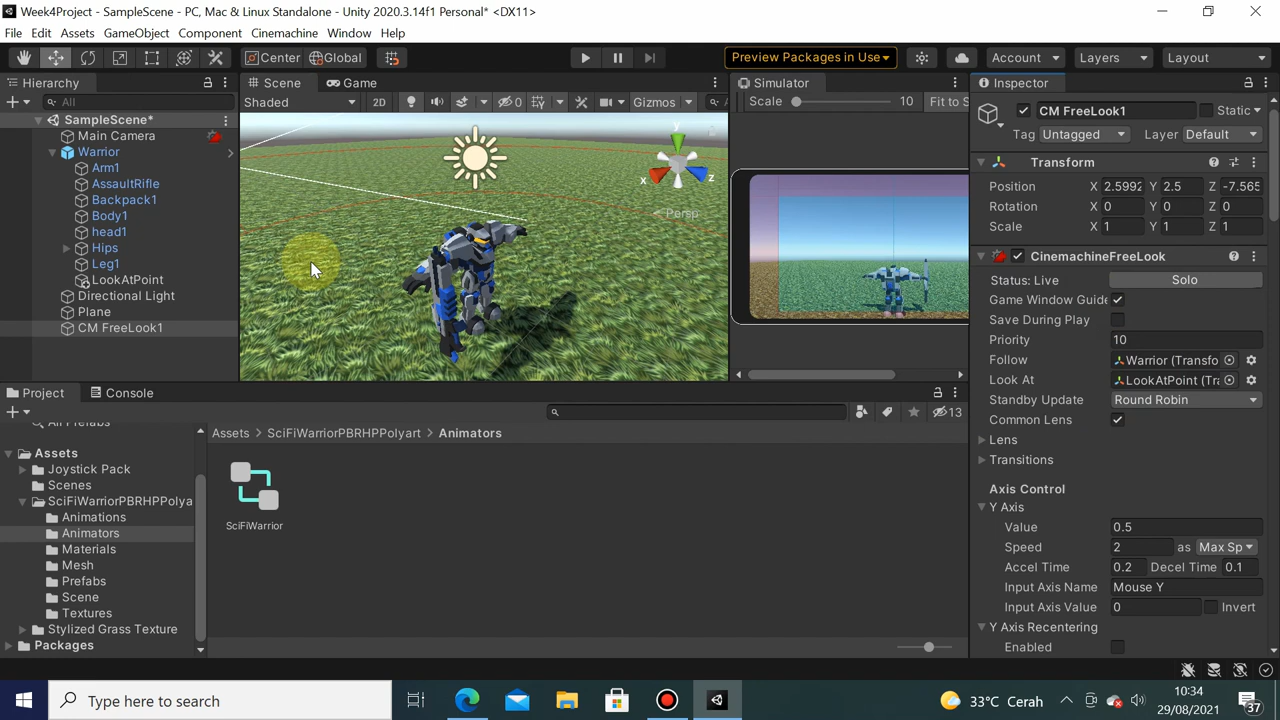 Week4Project - SampleScene - PC, Mac & Linux Standalone - Unity 2020.3.14f1 Personal* <DX11>
File Edit Assets GameObject Component Cinemachine Window Help
Center Global Preview Packages in Use Account Layers Layout
Hierarchy
All
SampleScene*
Main Camera
Warrior
Arm1
AssaultRifle
Backpack1
Body1
head1
Hips
Leg1
LookAtPoint
Directional Light
Plane
CM FreeLook1
Scene Game
Shaded 2D 0 Gizmos A
y
x
z
< Persp
Simulator
Scale 10 Fit to S
Inspector
CM FreeLook1 Static
Tag Untagged Layer Default
Transform
Position X 2.5992 Y 2.5 Z -7.565
Rotation X 0 Y 0 Z 0
Scale X 1 Y 1 Z 1
CinemachineFreeLook
Status: Live Solo
Game Window Guide
Save During Play
Priority 10
Follow Warrior (Transfo
Look At LookAtPoint (Tra
Standby Update Round Robin
Common Lens
Lens
Transitions
Axis Control
Y Axis
Value 0.5
Speed 2 as Max Sp
Accel Time 0.2 Decel Time 0.1
Input Axis Name Mouse Y
Input Axis Value 0 Invert
Y Axis Recentering
Enabled
Project Console
13
Assets
Joystick Pack
Scenes
SciFiWarriorPBRHPPolya
Animations
Animators
Materials
Mesh
Prefabs
Scene
Textures
Stylized Grass Texture
Packages
Assets > SciFiWarriorPBRHPPolyart > Animators
SciFiWarrior
Type here to search
33°C Cerah
10:34
29/08/2021
37